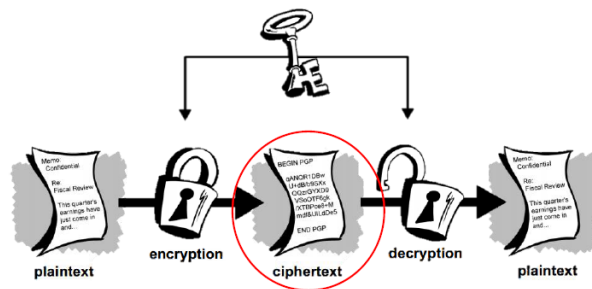 Memo:
Confidential
Re:
Fiscal Review
This quarter's
earnings have
just come in
and...
BEGIN PGP
END PGP
Memo:
Confidential
Re:
Fiscal Review
This quarter's
earnings have
just come in
and...
plaintext
encryption
ciphertext
decryption
plaintext